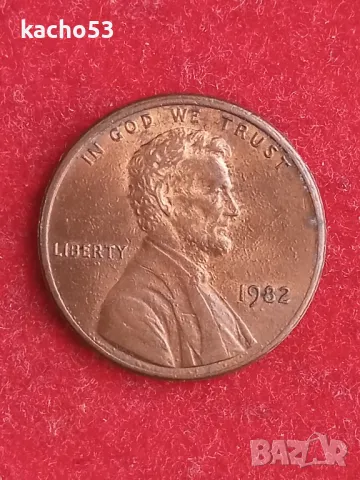 kacho53
IN GOD WE TRUST
LIBERTY
1982
BAZAR